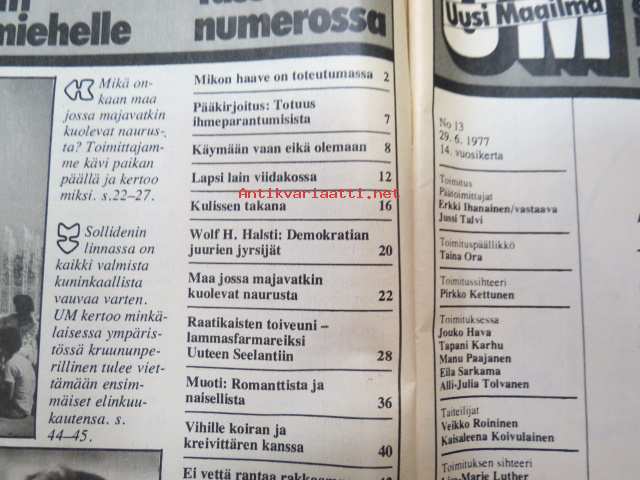 miehelle
numerossa
Mikä on-
kaan maa
jossa majavatkin
kuolevat naurus-
ta? Toimittajam-
me kävi paikan
päällä ja kertoo
miksi. s.22–27.
Sollidenin
linnassa on
kaikki valmista
kuninkaallista
vauvaa varten.
UM kertoo minkä-
laisessa ympäris-
tössä kruununpe-
rillinen tulee viet-
tämään ensim-
mäiset elinkuu-
kautensa. s.
44–45.
Mikon haave on toteutumassa 2
Pääkirjoitus: Totuus
ihmeparantumisista 7
Käymään vaan eikä olemaan 8
Lapsi lain viidakossa 12
Antikvariaatti.net
Kulissen takana 16
Wolf H. Halsti: Demokratian
juurien jyrsijät 20
Maa jossa majavatkin
kuolevat naurusta 22
Raatikaisten toiveuni –
lammasfarmareiksi
Uuteen Seelantiin 28
Muoti: Romanttista ja
naisellista 36
Vihille koiran ja
kreivittären kanssa 40
Ei vettä rantaa
Uusi Maailma
UM
No 13
29. 6. 1977
14. vuosikerta
Toimitus
Päätoimittajat
Erkki Ihanainen/vastaava
Jussi Talvi
Toimituspäällikkö
Taina Ora
Toimitussihteeri
Pirkko Kettunen
Toimituksessa
Jouko Hava
Tapani Karhu
Manu Paajanen
Eila Sarkama
Alli-Julia Tolvanen
Taiteilijat
Veikko Roininen
Kaisaleena Koivulainen
Toimituksen sihteeri
Luther